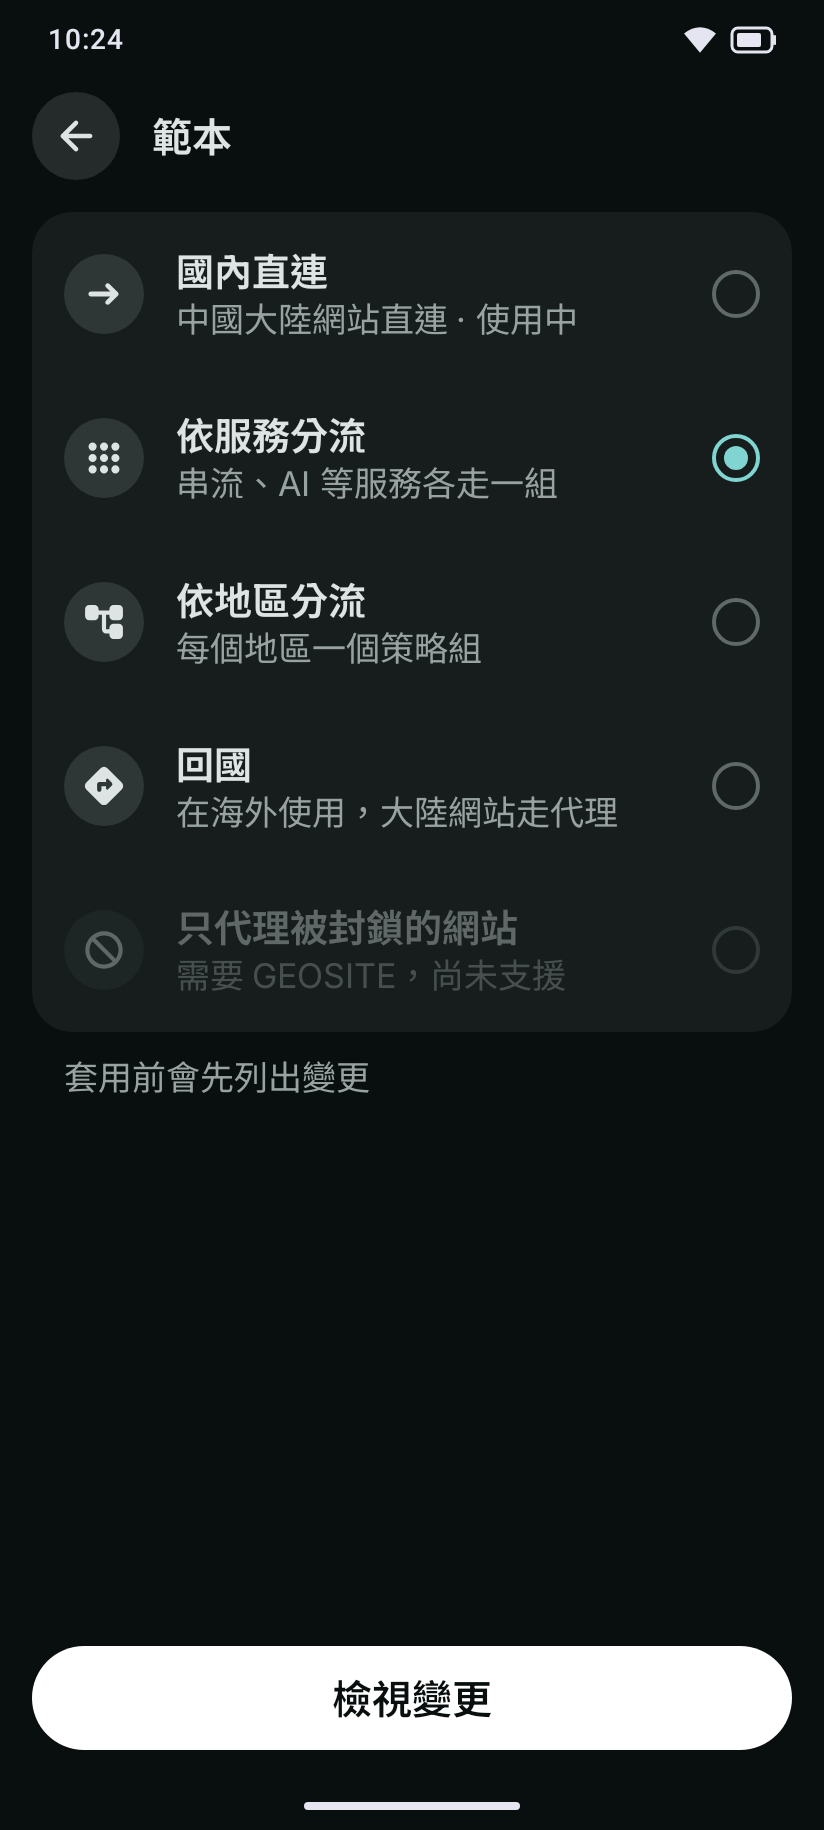 10:24
範本
國內直連
中國大陸網站直連 · 使用中
依服務分流
串流、AI 等服務各走一組
依地區分流
每個地區一個策略組
回國
在海外使用，大陸網站走代理
只代理被封鎖的網站
需要 GEOSITE，尚未支援
套用前會先列出變更
檢視變更